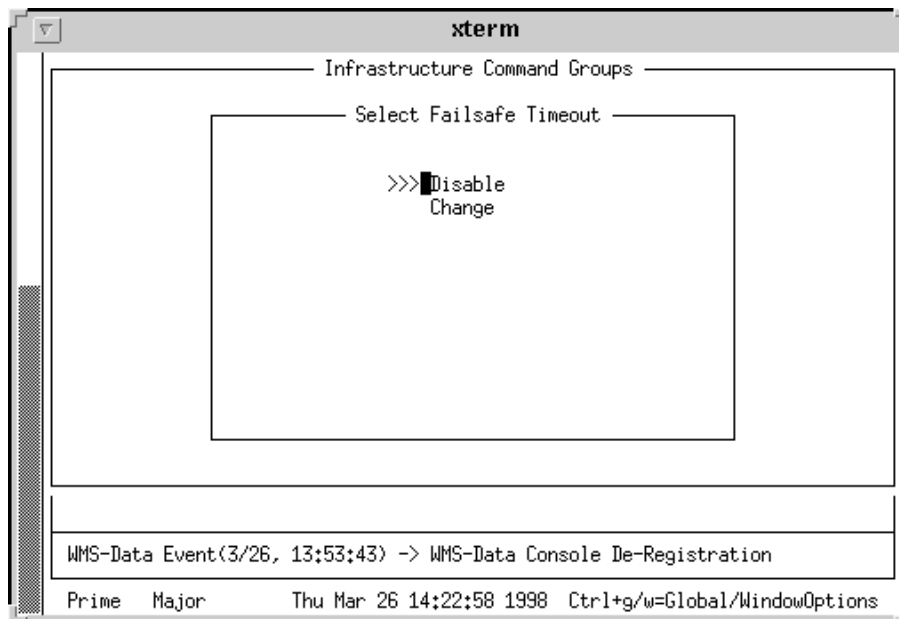 xterm
Infrastructure Command Groups
Select Failsafe Timeout
>>> Disable
Change
WMS-Data Event(3/26, 13:53:43) -> WMS-Data Console De-Registration
Prime Major Thu Mar 26 14:22:58 1998 Ctrl+g/w=Global/WindowOptions